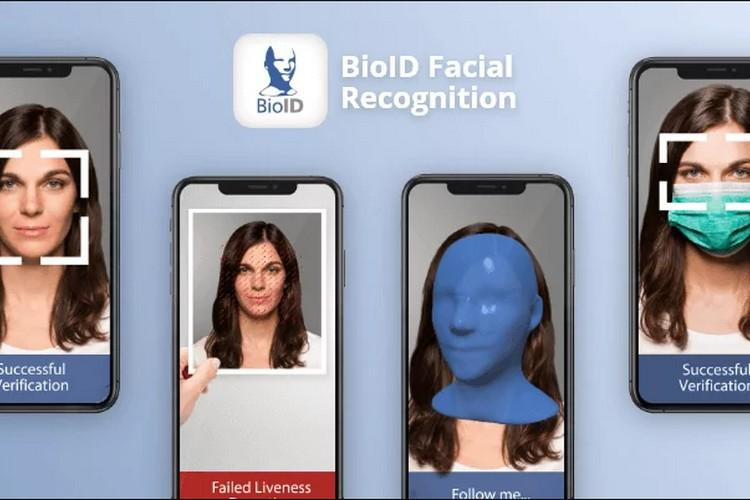 BioID
BioID Facial
Recognition
Successful
Verification
Failed Liveness
Follow me...
Successful
Verification